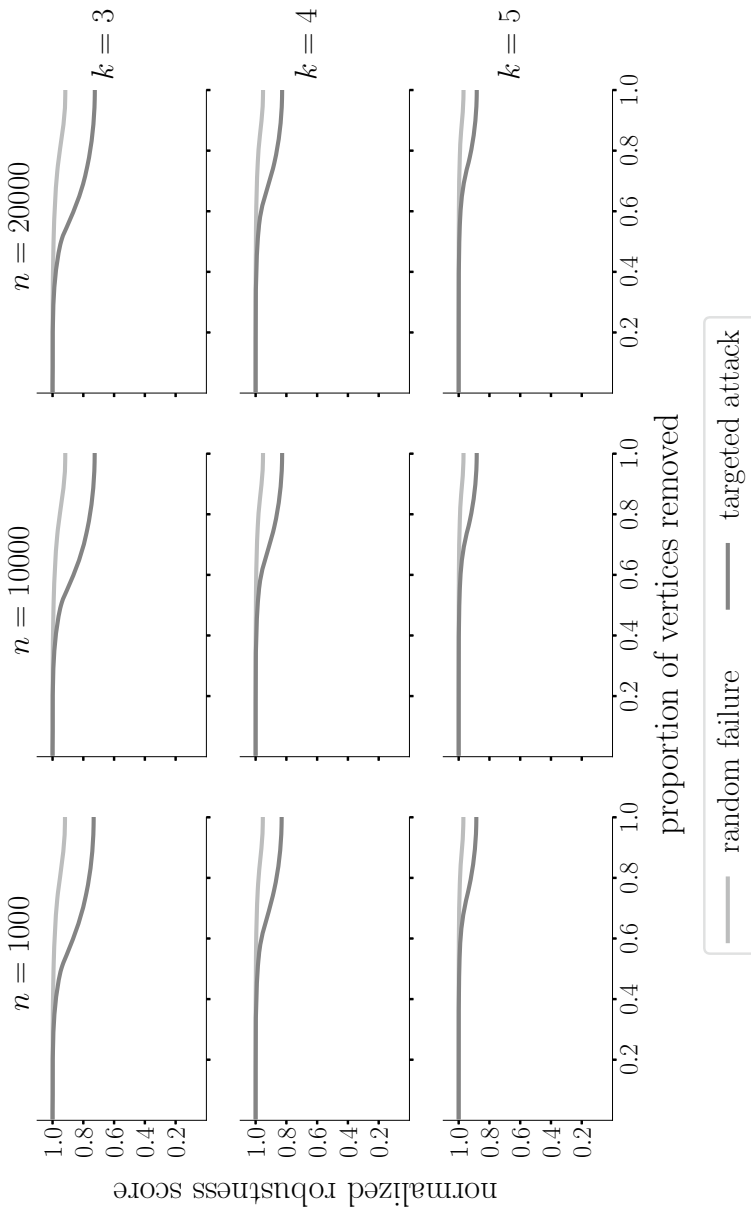 n = 1000
n = 10000
n = 20000
normalized robustness score
1.0
0.8
0.6
0.4
0.2
k = 3
1.0
0.8
0.6
0.4
0.2
k = 4
1.0
0.8
0.6
0.4
0.2
k = 5
0.2 0.4 0.6 0.8 1.0
0.2 0.4 0.6 0.8 1.0
0.2 0.4 0.6 0.8 1.0
proportion of vertices removed
random failure
targeted attack